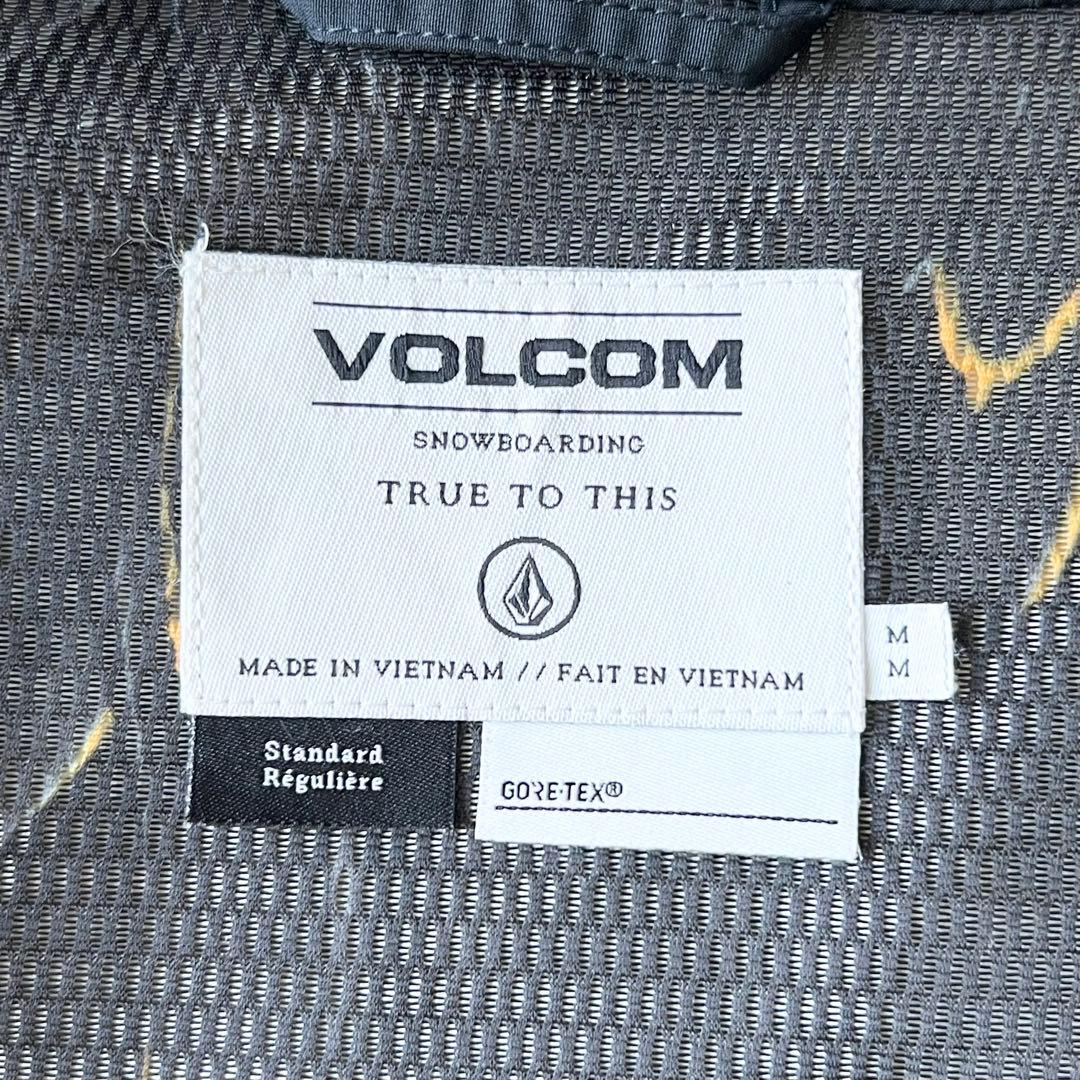 VOLCOM
SNOWBOARDING
TRUE TO THIS
MADE IN VIETNAM // FAIT EN VIETNAM
M
M
Standard
Régulière
GORE-TEX®